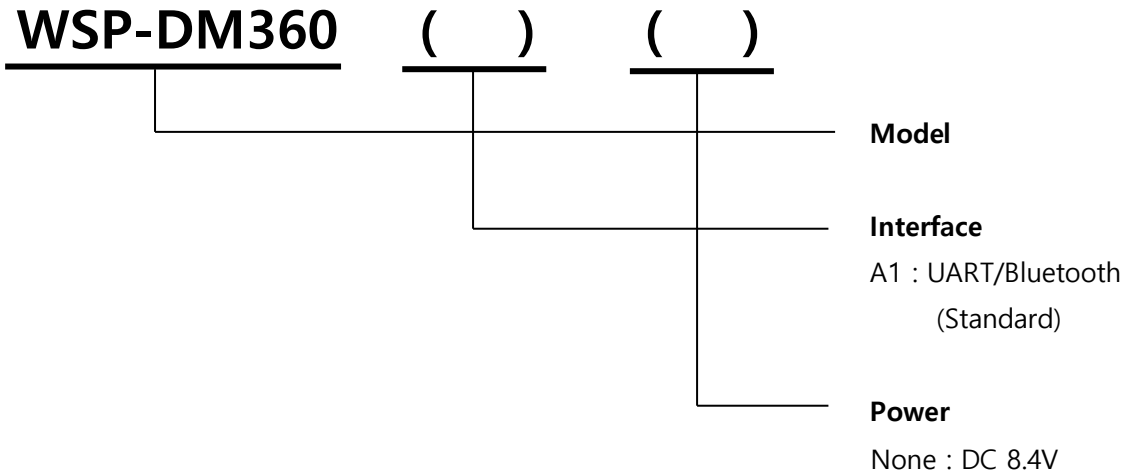 WSP-DM360 ( ) ( )
Model
Interface
A1 : UART/Bluetooth
(Standard)
Power
None : DC 8.4V